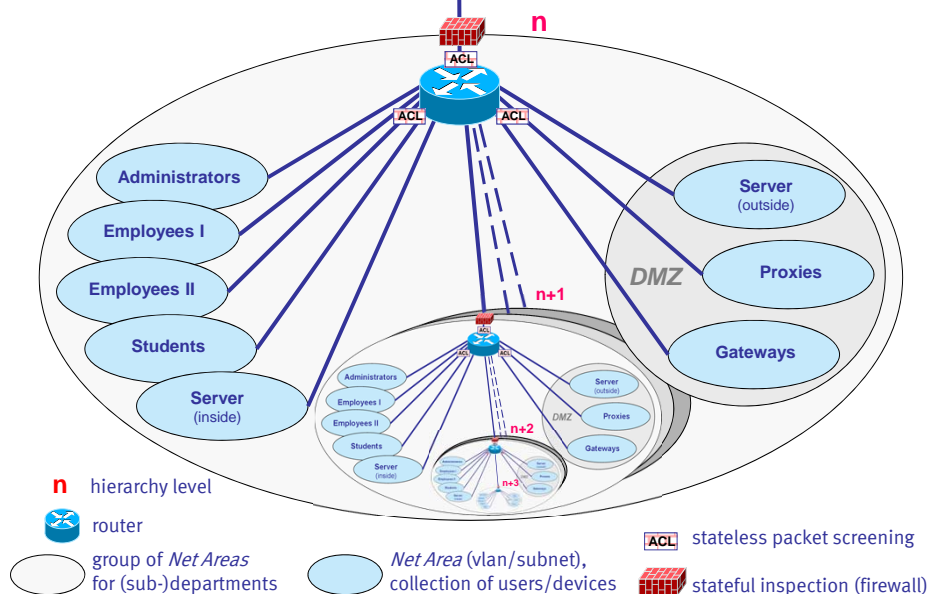 n
ACL
ACL
ACL
Administrators
Employees I
Employees II
Students
Server
(inside)
Server
(outside)
DMZ
Proxies
Gateways
n+1
ACL
ACL
ACL
Administrators
Employees I
Employees II
Students
Server
(inside)
Server
(outside)
DMZ
Proxies
Gateways
n+2
n+3
n hierarchy level
router
group of Net Areas
for (sub-)departments
Net Area (vlan/subnet),
collection of users/devices
ACL stateless packet screening
stateful inspection (firewall)